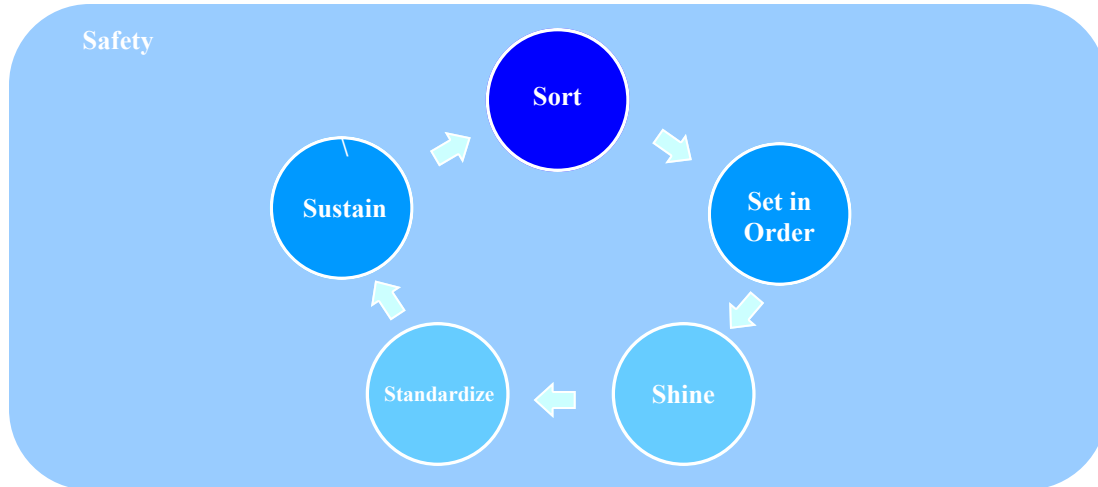 Safety
Sort
Set in
Order
Shine
Standardize
Sustain